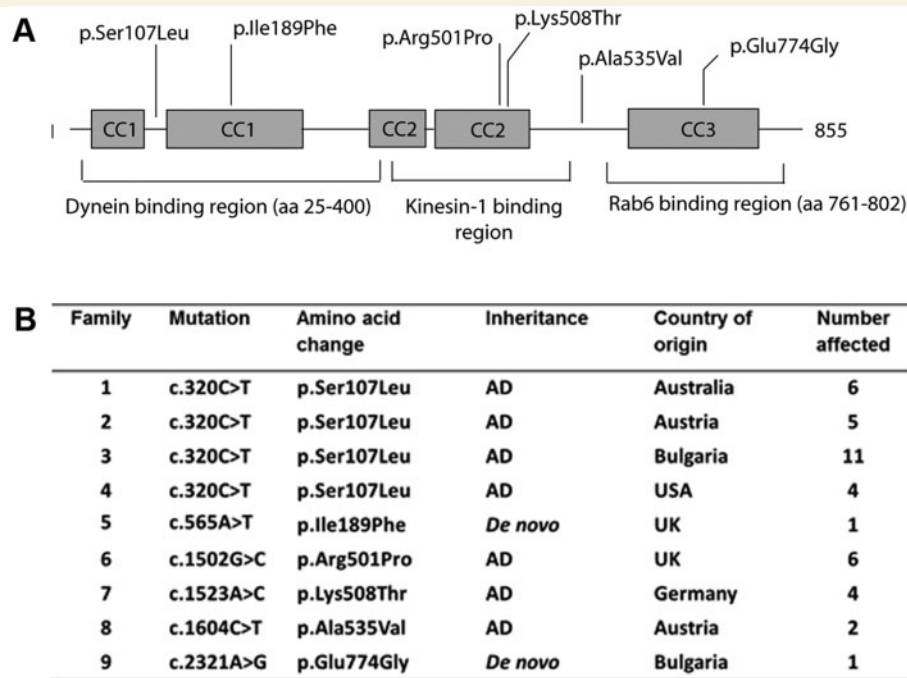 A
p.Ser107Leu
p.Ile189Phe
p.Arg501Pro
p.Lys508Thr
p.Ala535Val
p.Glu774Gly
CC1 CC1 CC2 CC2 CC3 855
Dynein binding region (aa 25-400)
Kinesin-1 binding
region
Rab6 binding region (aa 761-802)
B
Family Mutation Amino acid Inheritance Country of Number
change origin affected
1 c.320C>T p.Ser107Leu AD Australia 6
2 c.320C>T p.Ser107Leu AD Austria 5
3 c.320C>T p.Ser107Leu AD Bulgaria 11
4 c.320C>T p.Ser107Leu AD USA 4
5 c.565A>T p.Ile189Phe De novo UK 1
6 c.1502G>C p.Arg501Pro AD UK 6
7 c.1523A>C p.Lys508Thr AD Germany 4
8 c.1604C>T p.Ala535Val AD Austria 2
9 c.2321A>G p.Glu774Gly De novo Bulgaria 1